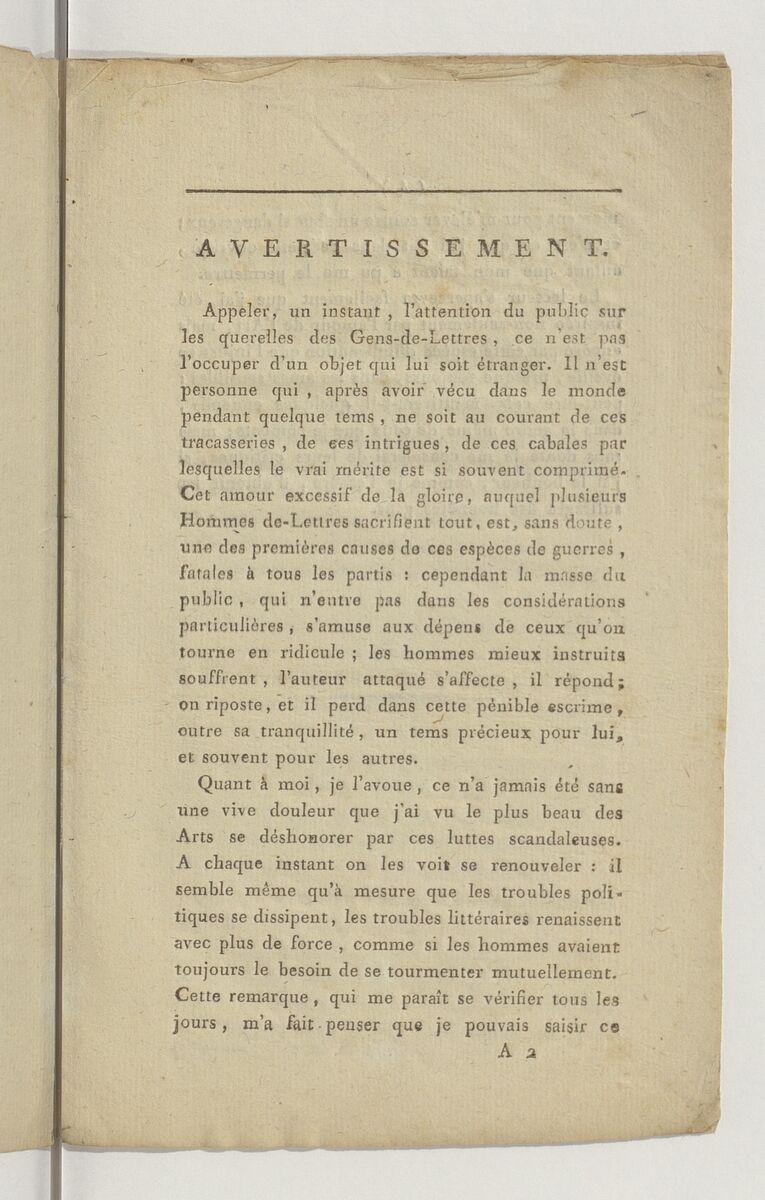 AVERTISSEMENT.
Appeler, un instant, l'attention du public sur
les querelles des Gens-de-Lettres, ce n'est pas
l'occuper d'un objet qui lui soit étranger. Il n'est
personne qui, après avoir vécu dans le monde
pendant quelque tems, ne soit au courant de ces
tracasseries, de ces intrigues, de ces cabales par
lesquelles le vrai mérite est si souvent comprimé.
Cet amour excessif de la gloire, auquel plusieurs
Hommes de-Lettres sacrifient tout, est, sans doute,
une des premières causes de ces espèces de guerres,
fatales à tous les partis : cependant la masse du
public, qui n'entre pas dans les considérations
particulières, s'amuse aux dépens de ceux qu'on
tourne en ridicule ; les hommes mieux instruits
souffrent, l'auteur attaqué s'affecte, il répond ;
on riposte, et il perd dans cette pénible escrime,
outre sa tranquillité, un tems précieux pour lui,
et souvent pour les autres.
Quant à moi, je l'avoue, ce n'a jamais été sans
une vive douleur que j'ai vu le plus beau des
Arts se déshonorer par ces luttes scandaleuses.
A chaque instant on les voit se renouveler : il
semble même qu'à mesure que les troubles poli-
tiques se dissipent, les troubles littéraires renaissent
avec plus de force, comme si les hommes avaient
toujours le besoin de se tourmenter mutuellement.
Cette remarque, qui me paraît se vérifier tous les
jours, m'a fait penser que je pouvais saisir ce
A 2